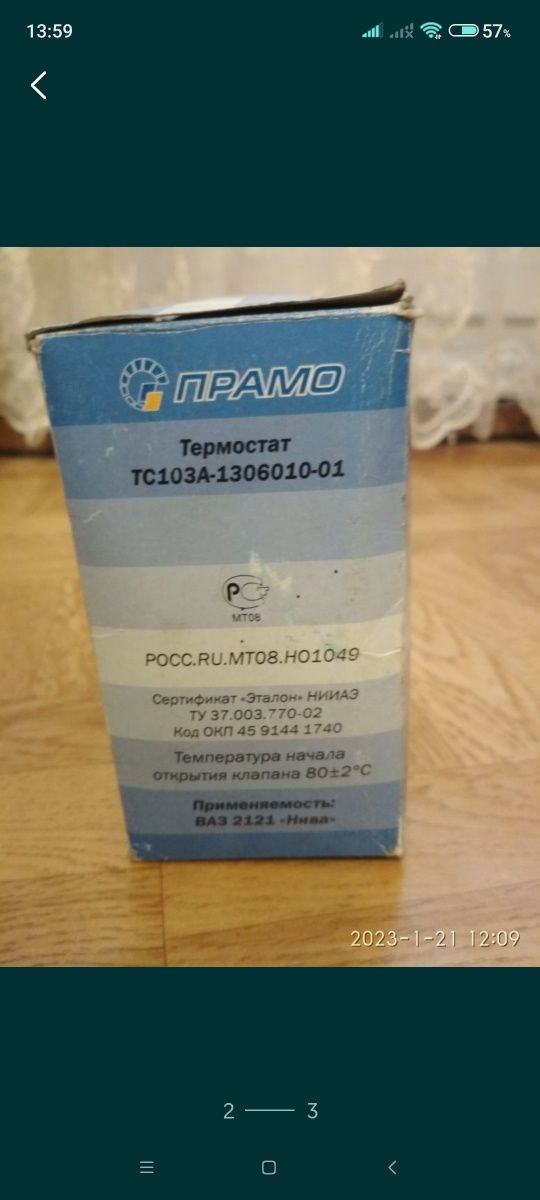 13:59
57%
ПРАМО
Термостат
ТС103А-1306010-01
РС
МТ08
РОСС.RU.МТ08.Н01049
Сертификат «Эталон» НИИАЭ
ТУ 37.003.770-02
Код ОКП 45 9144 1740
Температура начала
открытия клапана 80±2°С
Применяемость:
ВАЗ 2121 «Нива»
2023-1-21 12:09
2 3